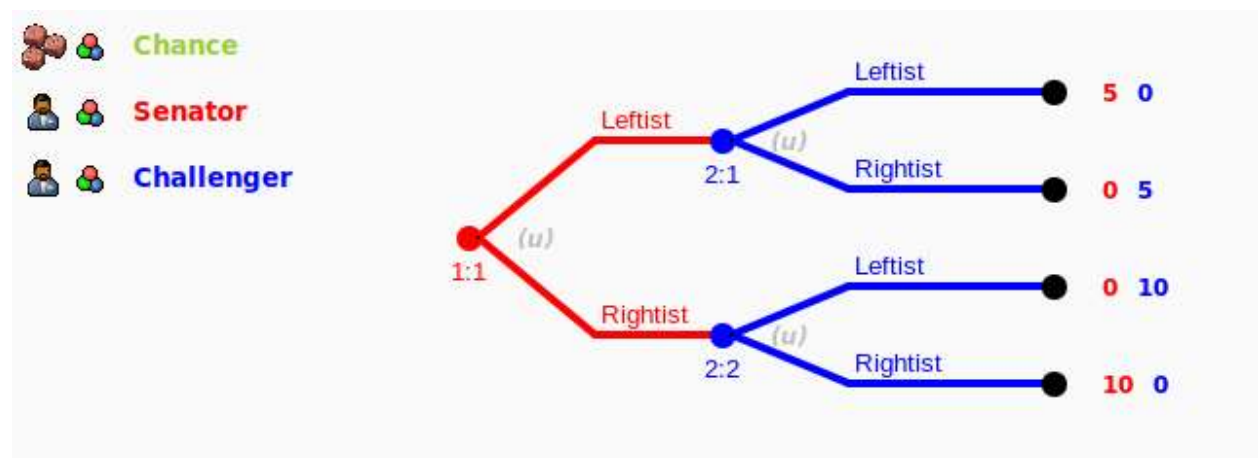 Chance
Senator
Challenger
1:1
(u)
Leftist
Rightist
2:1
(u)
2:2
(u)
Leftist
5 0
Rightist
0 5
Leftist
0 10
Rightist
10 0